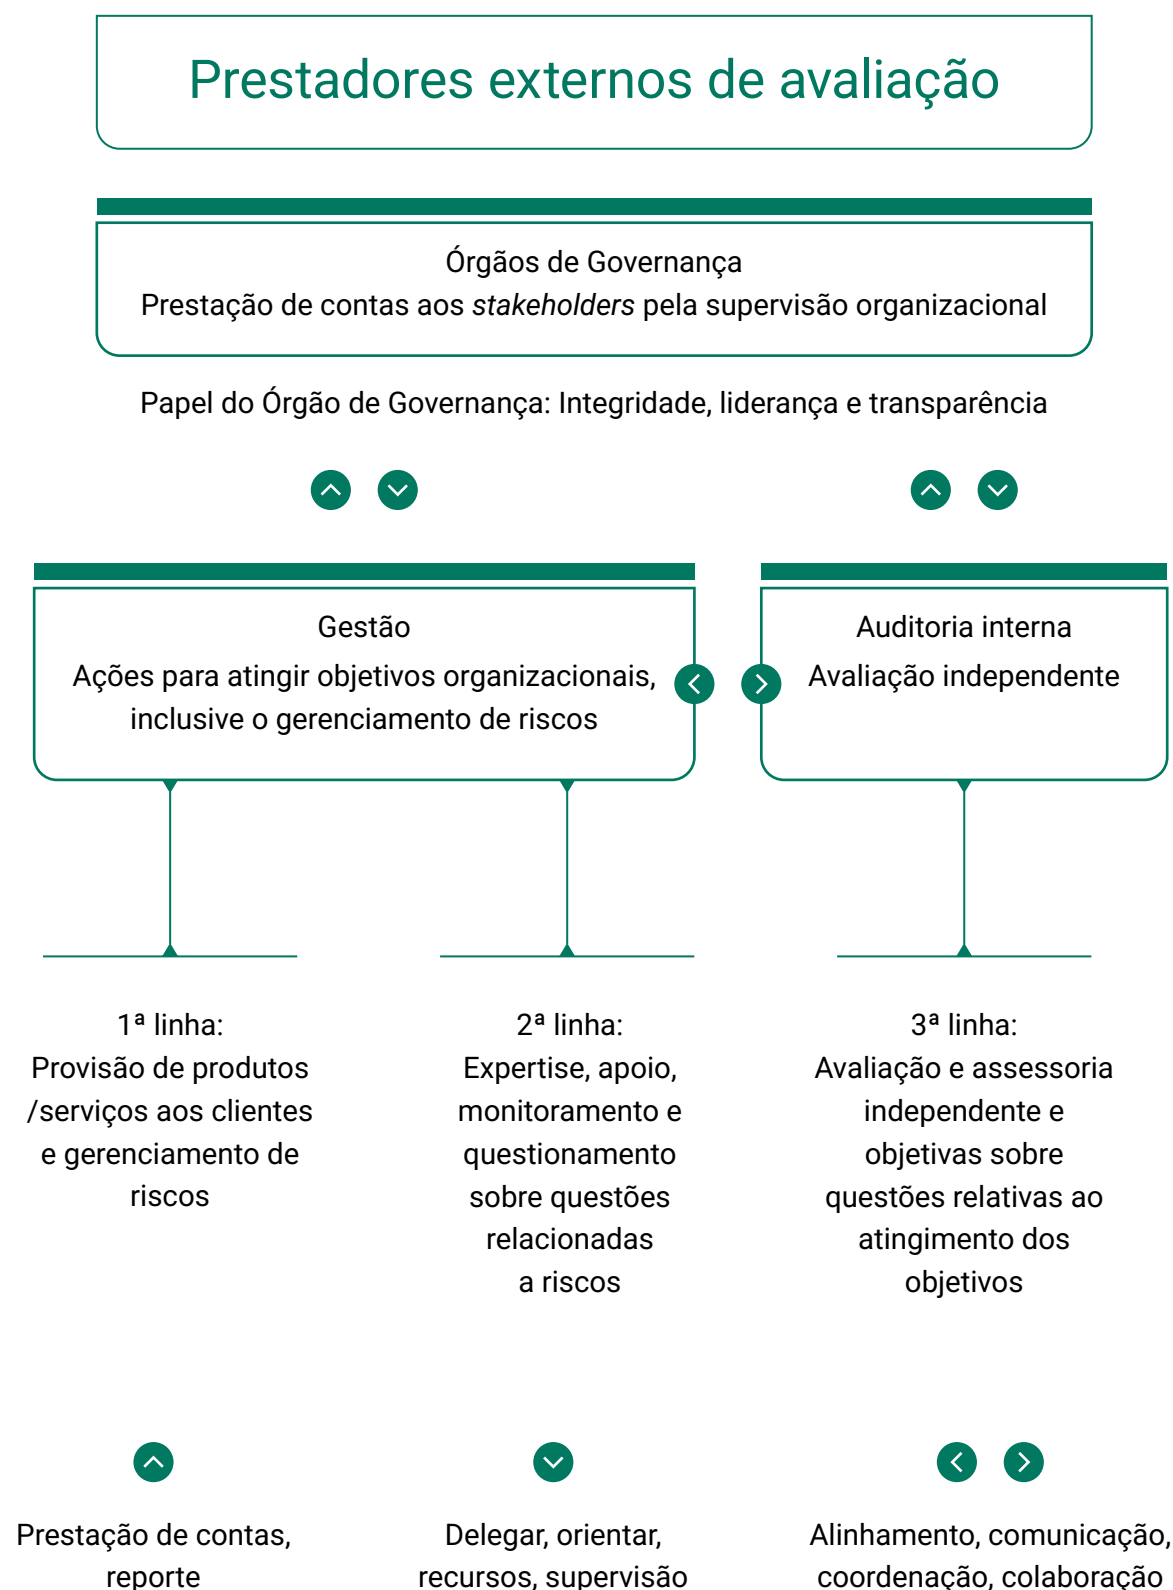 Prestadores externos de avaliação
Órgãos de Governança
Prestação de contas aos stakeholders pela supervisão organizacional
Papel do Órgão de Governança: Integridade, liderança e transparência
Gestão
Ações para atingir objetivos organizacionais,
inclusive o gerenciamento de riscos
Auditoria interna
Avaliação independente
1ª linha:
Provisão de produtos
/serviços aos clientes
e gerenciamento de
riscos
2ª linha:
Expertise, apoio,
monitoramento e
questionamento
sobre questões
relacionadas
a riscos
3ª linha:
Avaliação e assessoria
independente e
objetivas sobre
questões relativas ao
atingimento dos
objetivos
Prestação de contas,
reporte
Delegar, orientar,
recursos, supervisão
Alinhamento, comunicação,
coordenação, colaboração